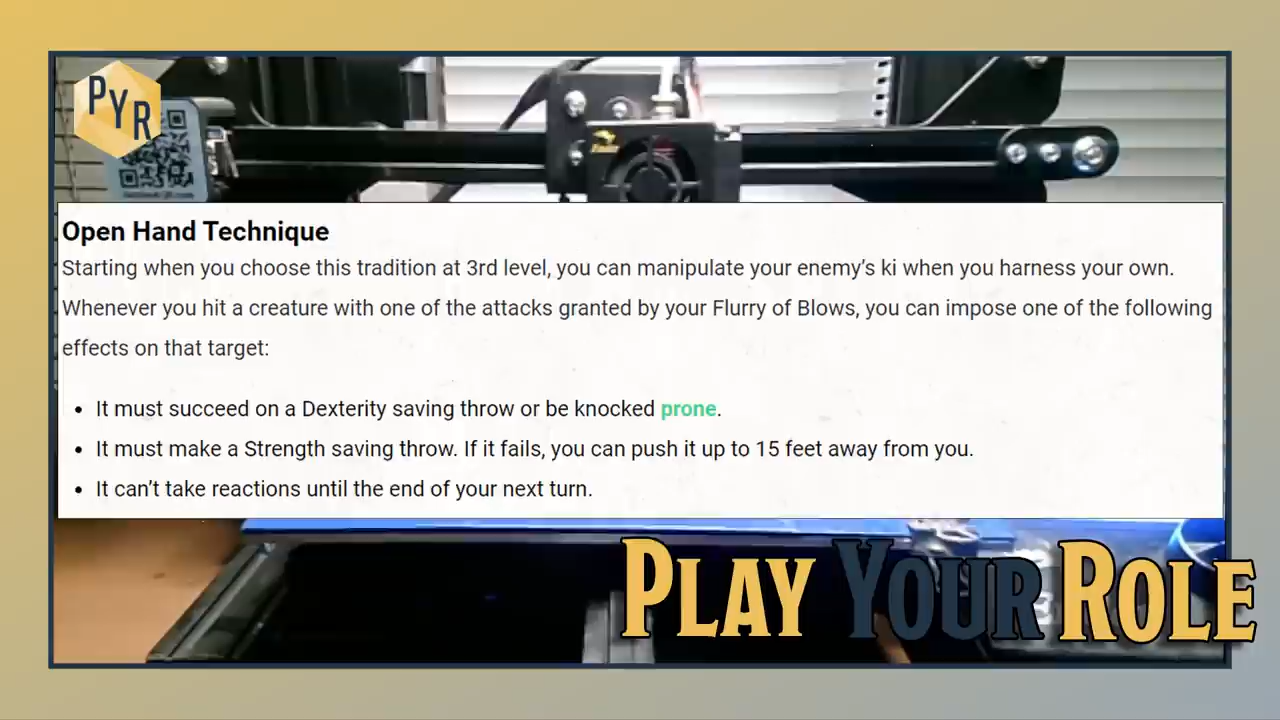 PYR
Open Hand Technique
Starting when you choose this tradition at 3rd level, you can manipulate your enemy’s ki when you harness your own.
Whenever you hit a creature with one of the attacks granted by your Flurry of Blows, you can impose one of the following
effects on that target:
• It must succeed on a Dexterity saving throw or be knocked prone.
• It must make a Strength saving throw. If it fails, you can push it up to 15 feet away from you.
• It can’t take reactions until the end of your next turn.
PLAY YOUR ROLE